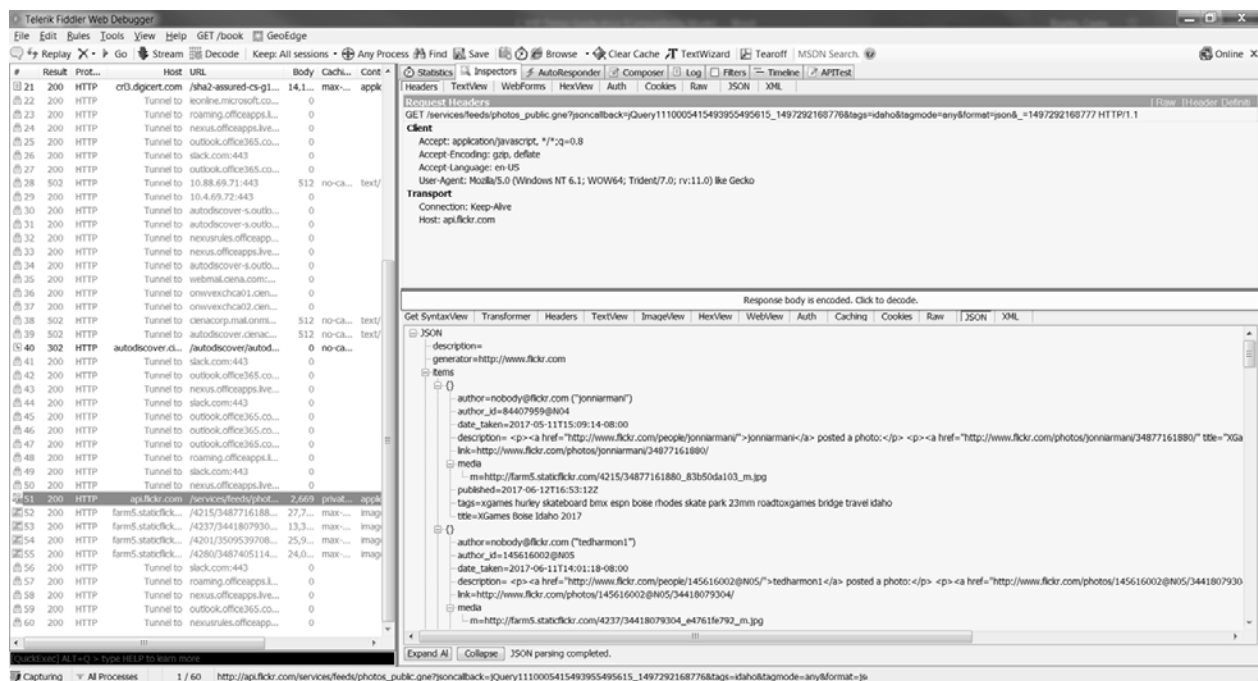 Telerik Fiddler Web Debugger
File Edit Rules Tools View Help GET /book GeoEdge
Replay X Go Stream Decode Keep: All sessions Any Process Find Save Browse Clear Cache TextWizard Tearoff MSDN Search. Online X
# Result Prot... Host URL Body Cachi... Cont
21 200 HTTP crl3.digicert.com /sha2-assured-cs-g1... 14,1... max-... applic
22 200 HTTP Tunnel to ieonline.microsoft.co... 0
23 200 HTTP Tunnel to roaming.officeapps.l... 0
24 200 HTTP Tunnel to nexus.officeapps.live... 0
25 200 HTTP Tunnel to outlook.office365.co... 0
26 200 HTTP Tunnel to slack.com:443 0
27 200 HTTP Tunnel to outlook.office365.co... 0
28 502 HTTP Tunnel to 10.88.69.71:443 512 no-ca... text/
29 200 HTTP Tunnel to 10.4.69.72:443 0
30 200 HTTP Tunnel to autodiscover-s.outlo... 0
31 200 HTTP Tunnel to autodiscover-s.outlo... 0
32 200 HTTP Tunnel to nexusrules.officeapp... 0
33 200 HTTP Tunnel to nexus.officeapps.live... 0
34 200 HTTP Tunnel to autodiscover-s.outlo... 0
35 200 HTTP Tunnel to webmail.ciena.com:... 0
36 200 HTTP Tunnel to onwvexchca01.cien... 0
37 200 HTTP Tunnel to onwvexchca02.cien... 0
38 502 HTTP Tunnel to cienacorp.mail.onmi... 512 no-ca... text/
39 502 HTTP Tunnel to autodiscover.cienac... 512 no-ca... text/
40 302 HTTP autodiscover.ci... /autodiscover/autod... 0 no-ca...
41 200 HTTP Tunnel to slack.com:443 0
42 200 HTTP Tunnel to outlook.office365.co... 0
43 200 HTTP Tunnel to nexus.officeapps.live... 0
44 200 HTTP Tunnel to slack.com:443 0
45 200 HTTP Tunnel to outlook.office365.co... 0
46 200 HTTP Tunnel to outlook.office365.co... 0
47 200 HTTP Tunnel to outlook.office365.co... 0
48 200 HTTP Tunnel to roaming.officeapps.l... 0
49 200 HTTP Tunnel to slack.com:443 0
50 200 HTTP Tunnel to nexus.officeapps.live... 0
51 200 HTTP api.flickr.com /services/feeds/phot... 2,669 privat... applic
52 200 HTTP farm5.staticflick... /4215/3487716188... 27,7... max-... imag
53 200 HTTP farm5.staticflick... /4237/3441807930... 13,3... max-... imag
54 200 HTTP farm5.staticflick... /4201/3509539708... 25,9... max-... imag
55 200 HTTP farm5.staticflick... /4280/3487405114... 24,0... max-... imag
56 200 HTTP Tunnel to slack.com:443 0
57 200 HTTP Tunnel to roaming.officeapps.l... 0
58 200 HTTP Tunnel to nexus.officeapps.live... 0
59 200 HTTP Tunnel to outlook.office365.co... 0
60 200 HTTP Tunnel to nexusrules.officeapp... 0
[QuickExec] ALT+Q > type HELP to learn more
Statistics Inspectors AutoResponder Composer Log Filters Timeline APITest
Headers TextView WebForms HexView Auth Cookies Raw JSON XML
Request Headers [ Raw [Header Definiti
GET /services/feeds/photos_public.gne?jsoncallback=jQuery1110005415493955495615_1497292168776&tags=idaho&tagmode=any&format=json&_=1497292168777 HTTP/1.1
Client
Accept: application/javascript, */*;q=0.8
Accept-Encoding: gzip, deflate
Accept-Language: en-US
User-Agent: Mozilla/5.0 (Windows NT 6.1; WOW64; Trident/7.0; rv:11.0) like Gecko
Transport
Connection: Keep-Alive
Host: api.flickr.com
Response body is encoded. Click to decode.
Get SyntaxView Transformer Headers TextView ImageView HexView WebView Auth Caching Cookies Raw JSON XML
JSON
description=
generator=http://www.flickr.com
items
{}
author=nobody@flickr.com ("jonniarmani")
author_id=84407959@N04
date_taken=2017-05-11T15:09:14-08:00
description= <p><a href="http://www.flickr.com/people/jonniarmani/">jonniarmani</a> posted a photo:</p> <p><a href="http://www.flickr.com/photos/jonniarmani/34877161880/" title="XGa
link=http://www.flickr.com/photos/jonniarmani/34877161880/
media
m=http://farm5.staticflickr.com/4215/34877161880_83b50da103_m.jpg
published=2017-06-12T16:53:12Z
tags=xgames hurley skateboard bmx espn boise rhodes skate park 23mm roadtoxgames bridge travel idaho
title=XGames Boise Idaho 2017
{}
author=nobody@flickr.com ("tedharmon1")
author_id=145616002@N05
date_taken=2017-06-11T14:01:18-08:00
description= <p><a href="http://www.flickr.com/people/145616002@N05/">tedharmon1</a> posted a photo:</p> <p><a href="http://www.flickr.com/photos/145616002@N05/3441807930
link=http://www.flickr.com/photos/145616002@N05/34418079304/
media
m=http://farm5.staticflickr.com/4237/34418079304_e4761fe792_m.jpg
Expand All Collapse JSON parsing completed.
Capturing All Processes 1 / 60 http://api.flickr.com/services/feeds/photos_public.gne?jsoncallback=jQuery1110005415493955495615_1497292168776&tags=idaho&tagmode=any&format=js